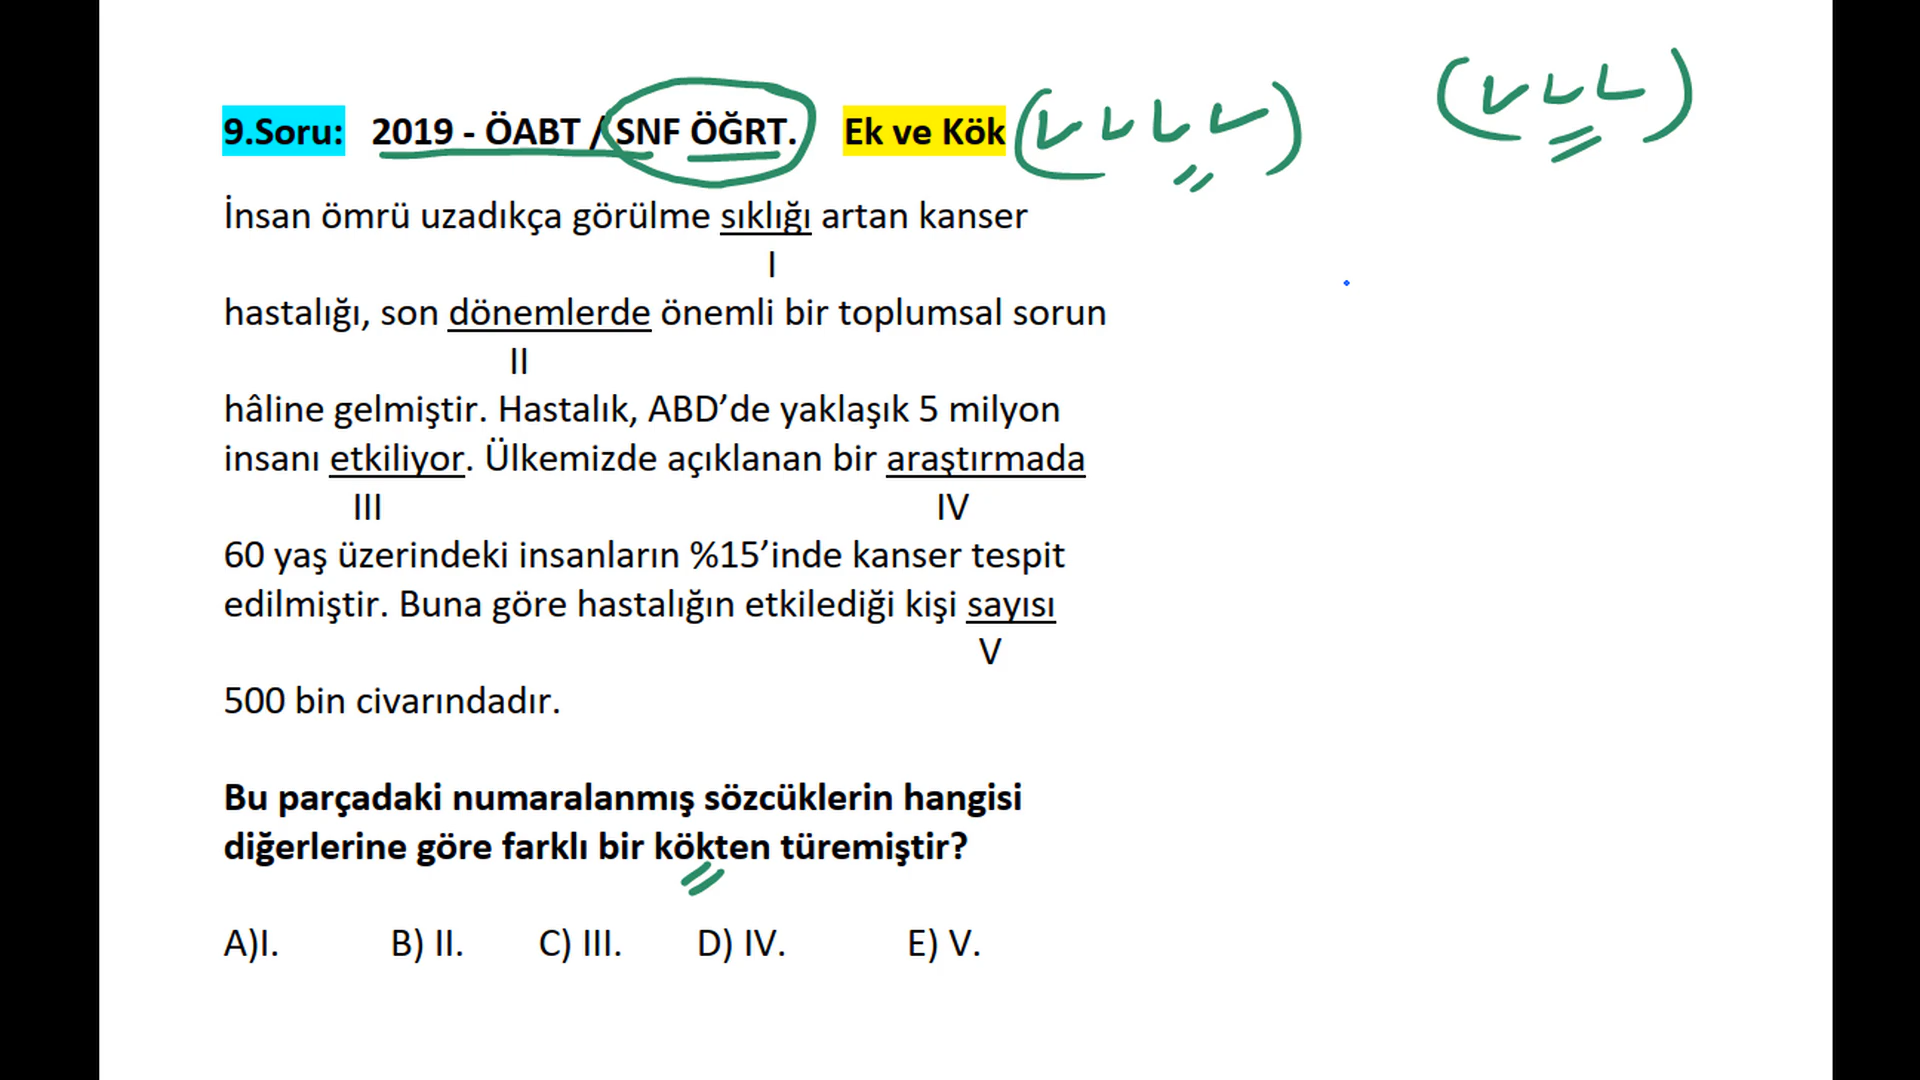 9.Soru: 2019 - ÖABT / SNF ÖĞRT. Ek ve Kök
İnsan ömrü uzadıkça görülme sıklığı artan kanser
I
hastalığı, son dönemlerde önemli bir toplumsal sorun
II
hâline gelmiştir. Hastalık, ABD’de yaklaşık 5 milyon
insanı etkiliyor. Ülkemizde açıklanan bir araştırmada
III IV
60 yaş üzerindeki insanların %15’inde kanser tespit
edilmiştir. Buna göre hastalığın etkilediği kişi sayısı
V
500 bin civarındadır.
Bu parçadaki numaralanmış sözcüklerin hangisi
diğerlerine göre farklı bir kökten türemiştir?
A)I. B) II. C) III. D) IV. E) V.